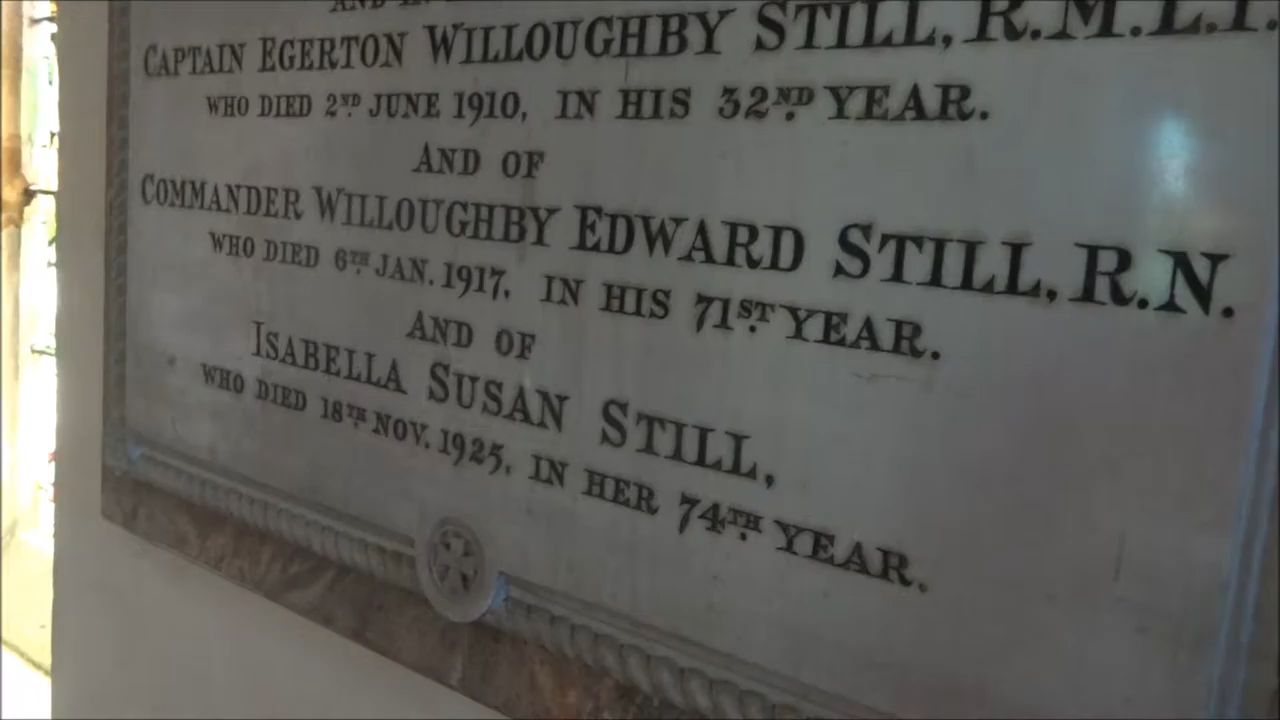 CAPTAIN EGERTON WILLOUGHBY STILL, R.M.L.I.
WHO DIED 2ND JUNE 1910, IN HIS 32ND YEAR.
AND OF
COMMANDER WILLOUGHBY EDWARD STILL, R.N.
WHO DIED 6TH JAN. 1917, IN HIS 71ST YEAR.
AND OF
ISABELLA SUSAN STILL,
WHO DIED 18TH NOV. 1925, IN HER 74TH YEAR.